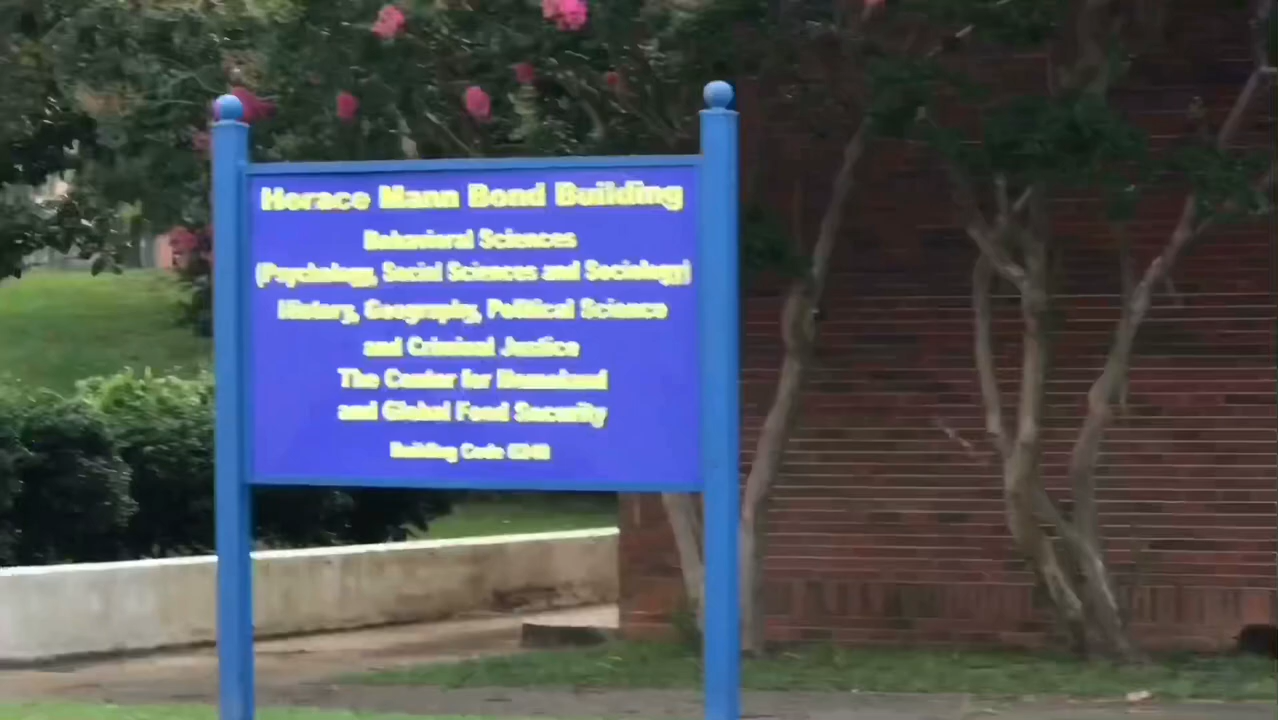 Horace Mann Bond Building
Behavioral Sciences
(Psychology, Social Sciences and Sociology)
History, Geography, Political Science
and Criminal Justice
The Center for Homeland
and Global Food Security
Building Code